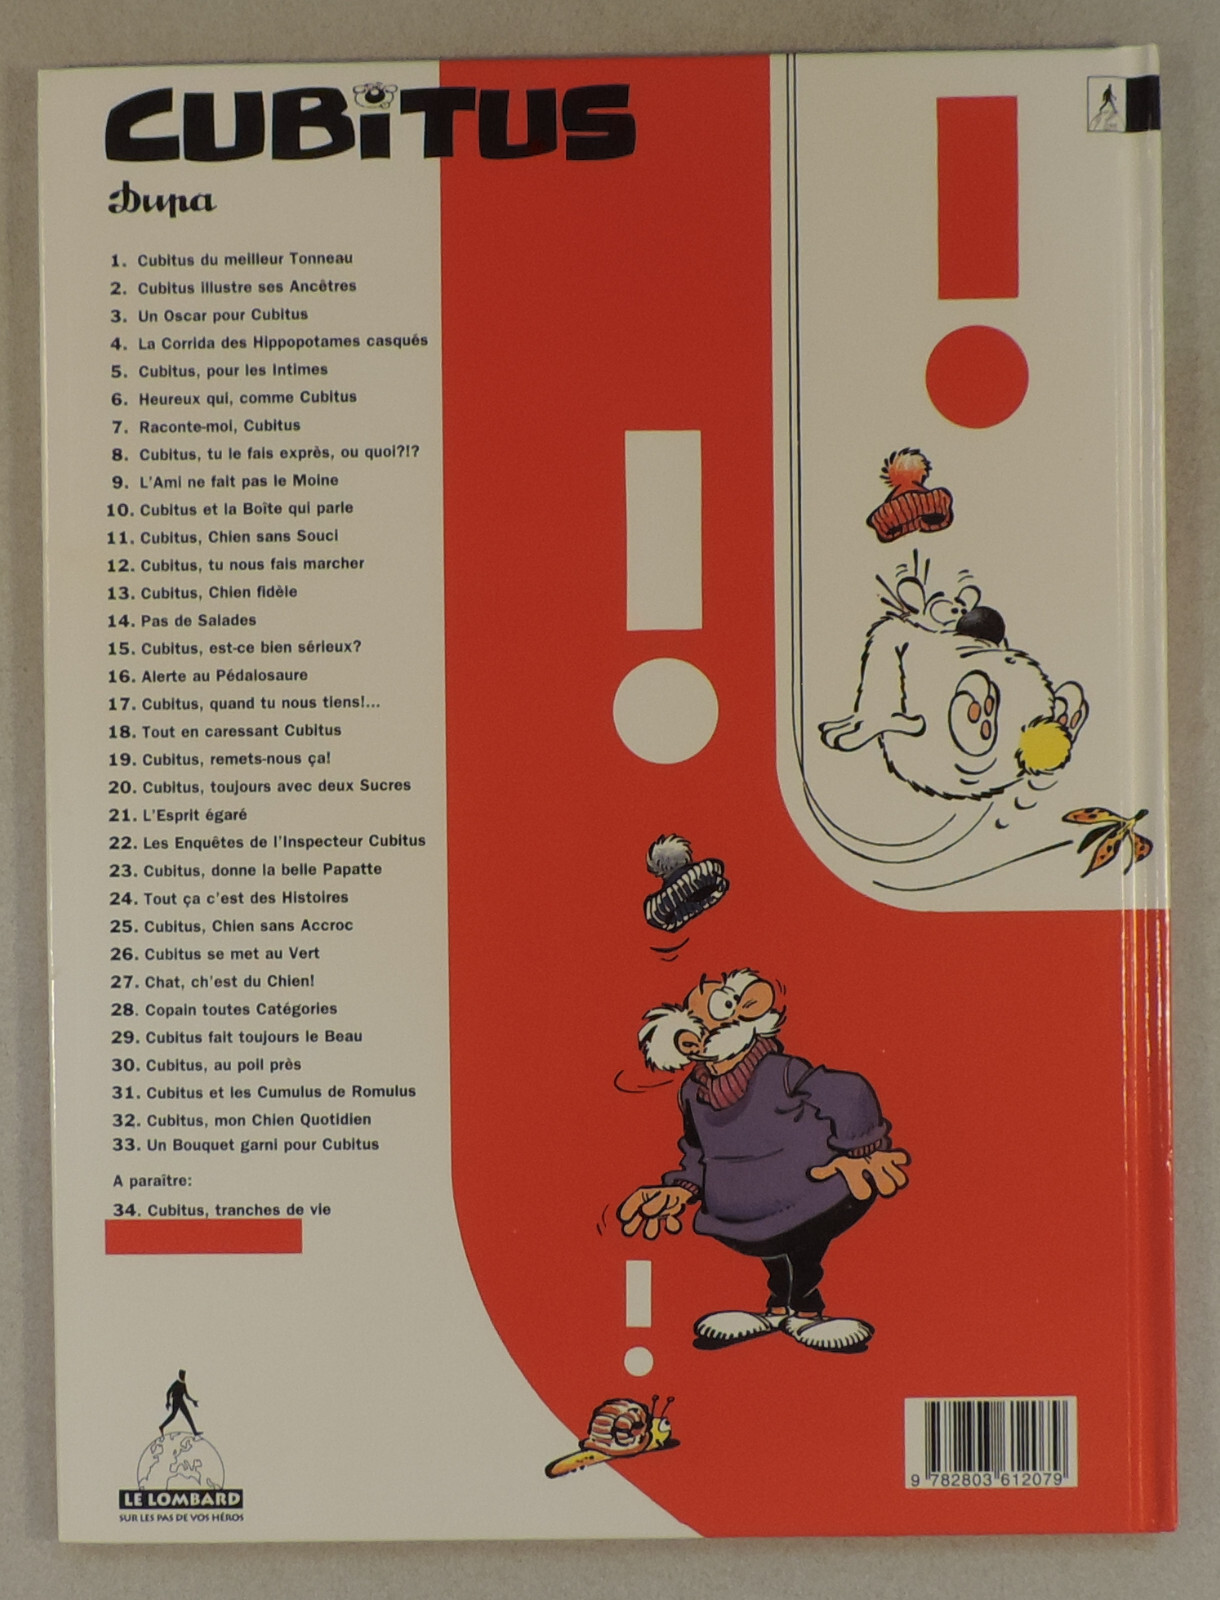 CUBiTUS
Dupa
1. Cubitus du meilleur Tonneau
2. Cubitus illustre ses Ancêtres
3. Un Oscar pour Cubitus
4. La Corrida des Hippopotames casqués
5. Cubitus, pour les Intimes
6. Heureux qui, comme Cubitus
7. Raconte-moi, Cubitus
8. Cubitus, tu le fais exprès, ou quoi?!?
9. L'Ami ne fait pas le Moine
10. Cubitus et la Boîte qui parle
11. Cubitus, Chien sans Souci
12. Cubitus, tu nous fais marcher
13. Cubitus, Chien fidèle
14. Pas de Salades
15. Cubitus, est-ce bien sérieux?
16. Alerte au Pédalosaure
17. Cubitus, quand tu nous tiens!...
18. Tout en caressant Cubitus
19. Cubitus, remets-nous ça!
20. Cubitus, toujours avec deux Sucres
21. L'Esprit égaré
22. Les Enquêtes de l'Inspecteur Cubitus
23. Cubitus, donne la belle Papatte
24. Tout ça c'est des Histoires
25. Cubitus, Chien sans Accroc
26. Cubitus se met au Vert
27. Chat, ch'est du Chien!
28. Copain toutes Catégories
29. Cubitus fait toujours le Beau
30. Cubitus, au poil près
31. Cubitus et les Cumulus de Romulus
32. Cubitus, mon Chien Quotidien
33. Un Bouquet garni pour Cubitus
A paraître:
34. Cubitus, tranches de vie
! ! !
LE LOMBARD
SUR LES PAS DE VOS HÉROS
9 782803 612079